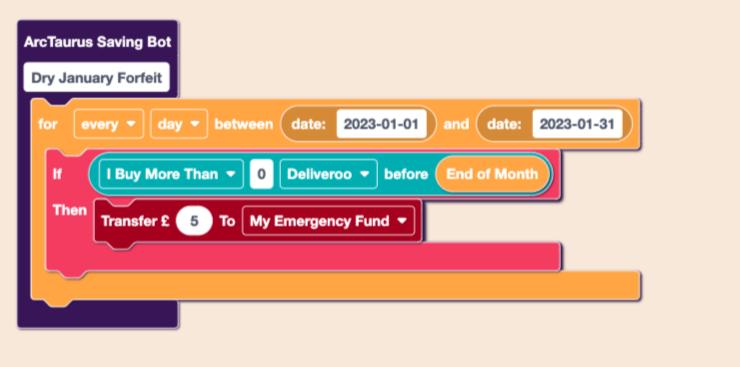 ArcTaurus Saving Bot
Dry January Forfeit
for every day between date: 2023-01-01 and date: 2023-01-31
If I Buy More Than 0 Deliveroo before End of Month
Then Transfer £ 5 To My Emergency Fund